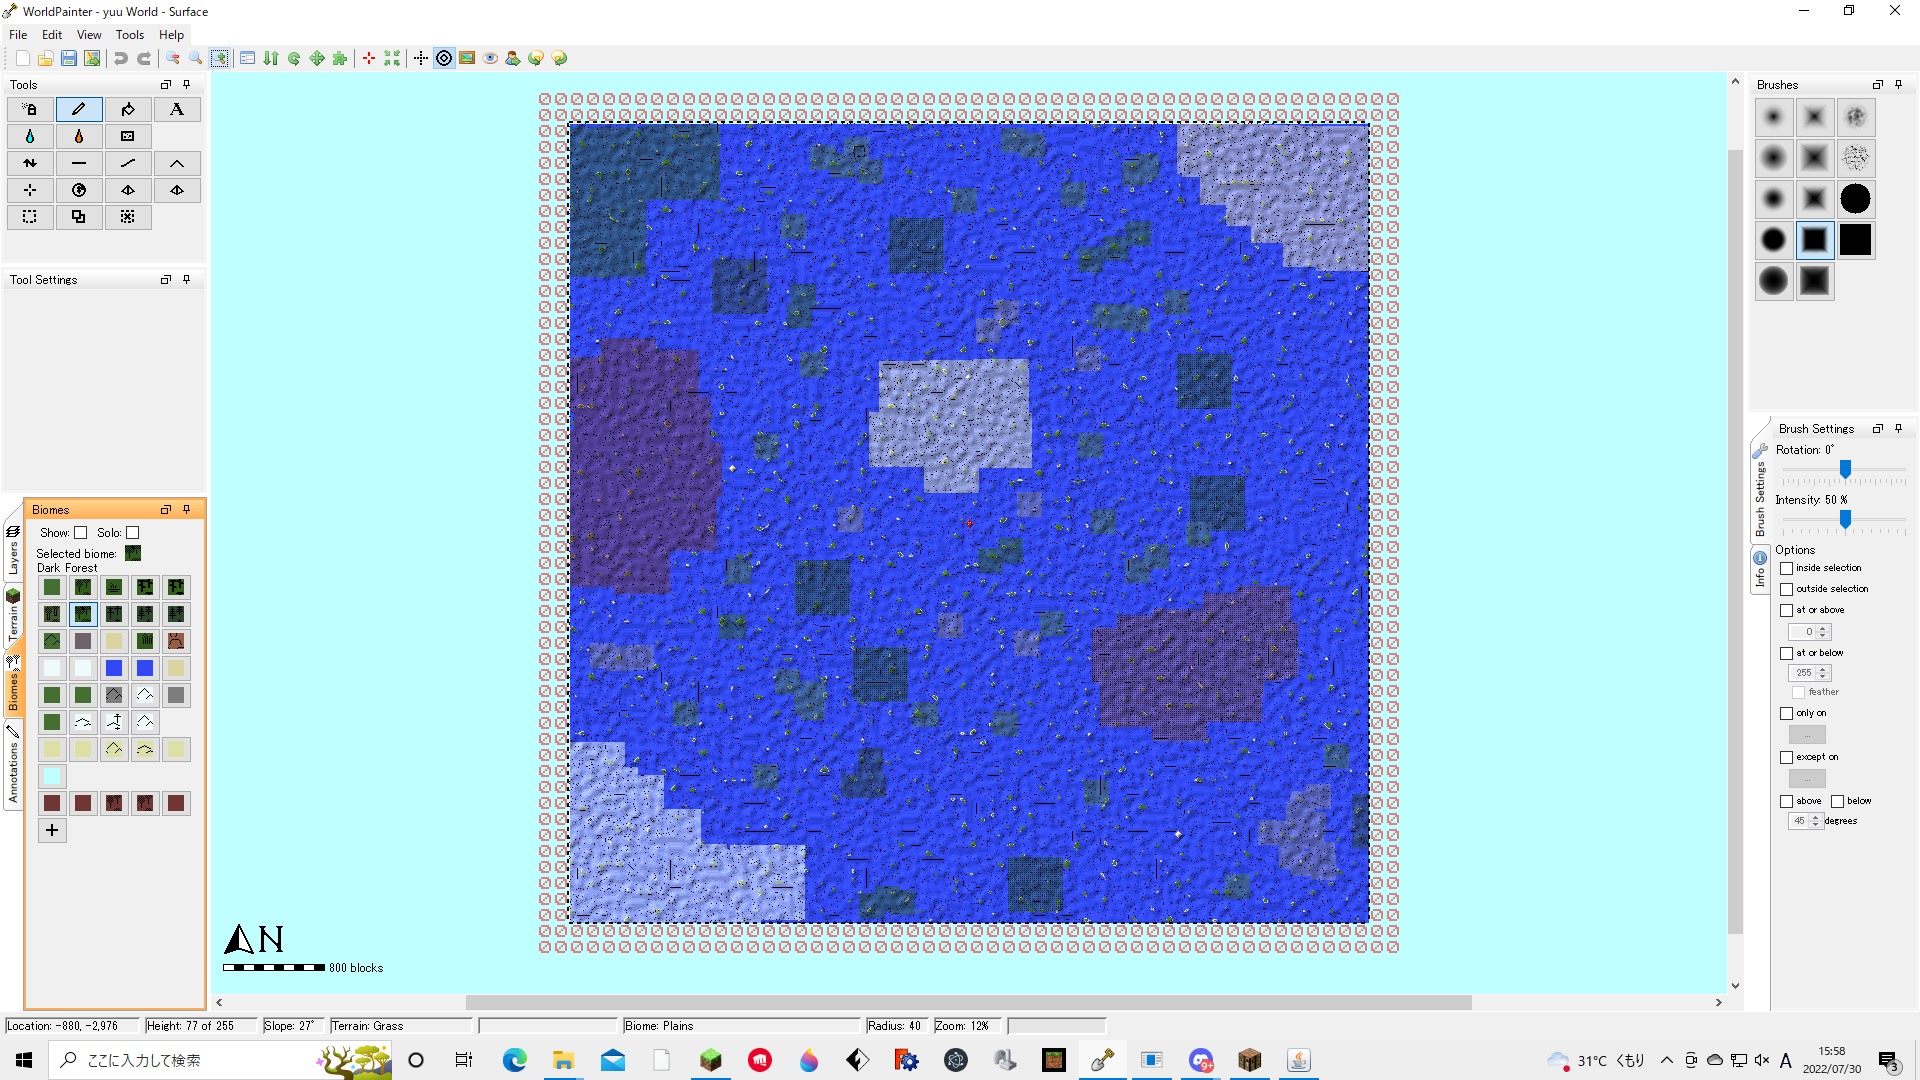 WorldPainter - yuu World - Surface
File Edit View Tools Help
Tools
A
Tool Settings
Biomes
Show: Solo:
Selected biome:
Dark Forest
Layers
Terrain
Biomes
Annotations
N
800 blocks
Brushes
Brush Settings
Info
Brush Settings
Rotation: 0°
Intensity: 50 %
Options
inside selection
outside selection
at or above
0
at or below
255
feather
only on
...
except on
...
above below
45 degrees
Location: -880, -2,976
Height: 77 of 255
Slope: 27°
Terrain: Grass
Biome: Plains
Radius: 40
Zoom: 12%
ここに入力して検索
9+
31°C くもり
A
15:58
2022/07/30
3